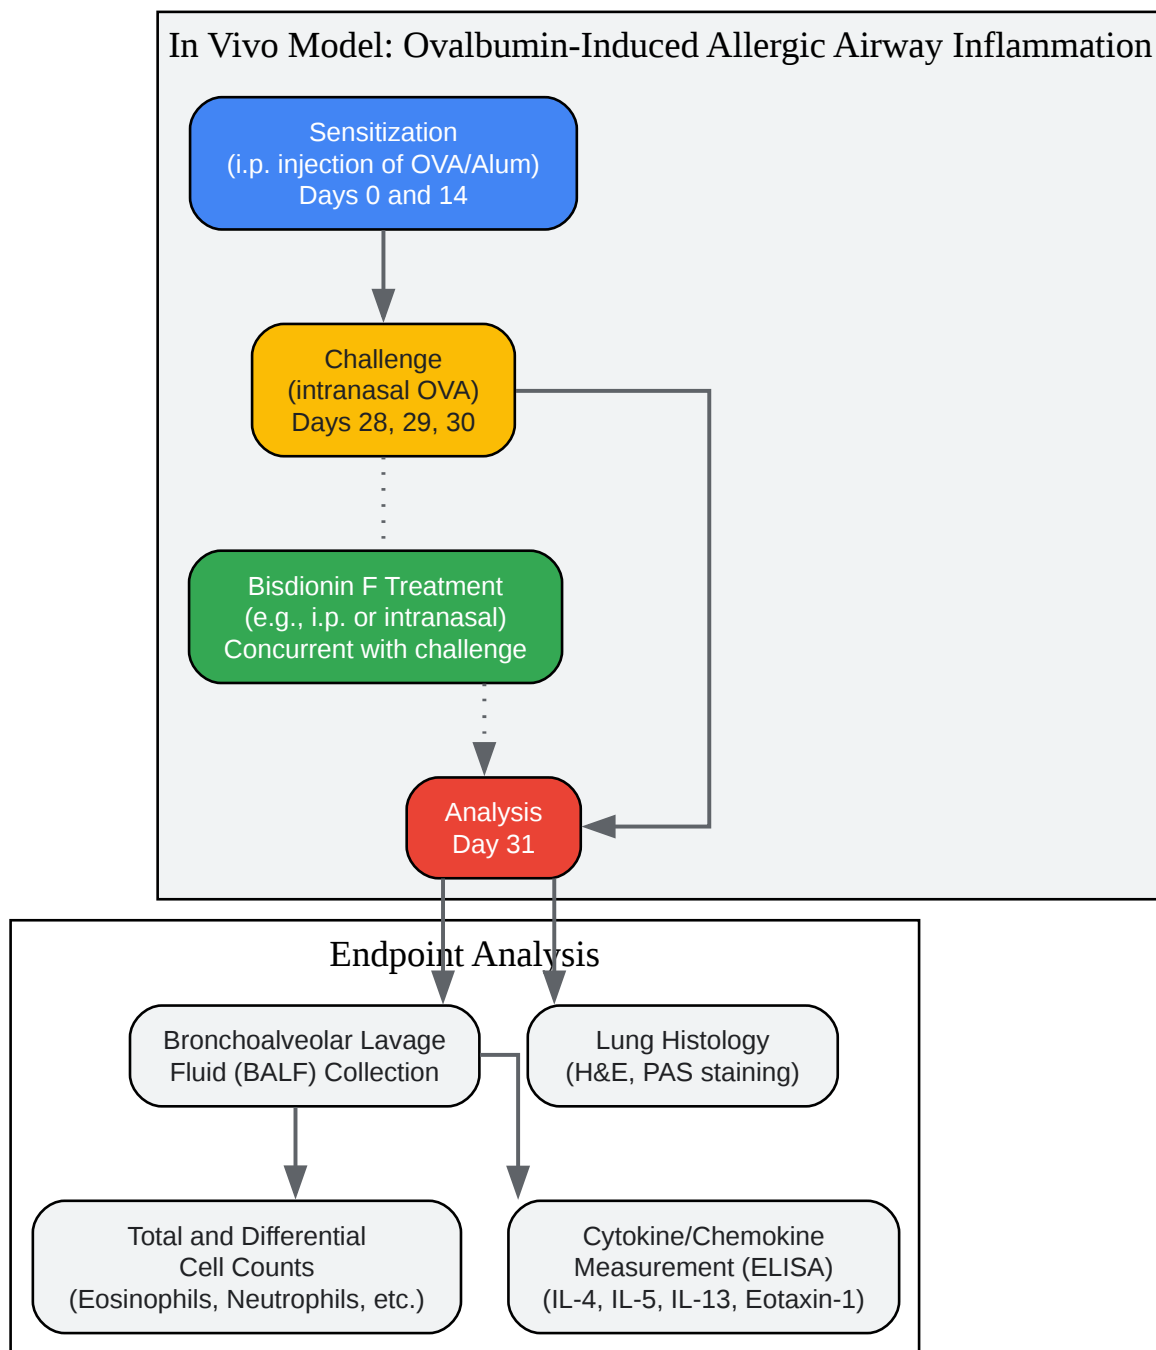 In Vivo Model: Ovalbumin-Induced Allergic Airway Inflammation
Sensitization
(i.p. injection of OVA/Alum)
Days 0 and 14
Challenge
(intranasal OVA)
Days 28, 29, 30
Bisdionin F Treatment
(e.g., i.p. or intranasal)
Concurrent with challenge
Analysis
Day 31
Endpoint Analysis
Bronchoalveolar Lavage
Fluid (BALF) Collection
Lung Histology
(H&E, PAS staining)
Total and Differential
Cell Counts
(Eosinophils, Neutrophils, etc.)
Cytokine/Chemokine
Measurement (ELISA)
(IL-4, IL-5, IL-13, Eotaxin-1)